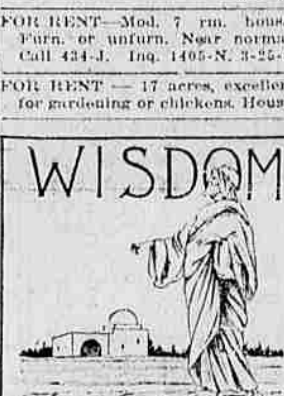 FOR RENT—Mod. 7 rm. hous
Furn. or unfurn. Near norma
Call 434-J. Inq. 1405-N. 3-25-
FOR RENT — 17 acres, excellen
for gardening or chickens. Hous
WISDOM